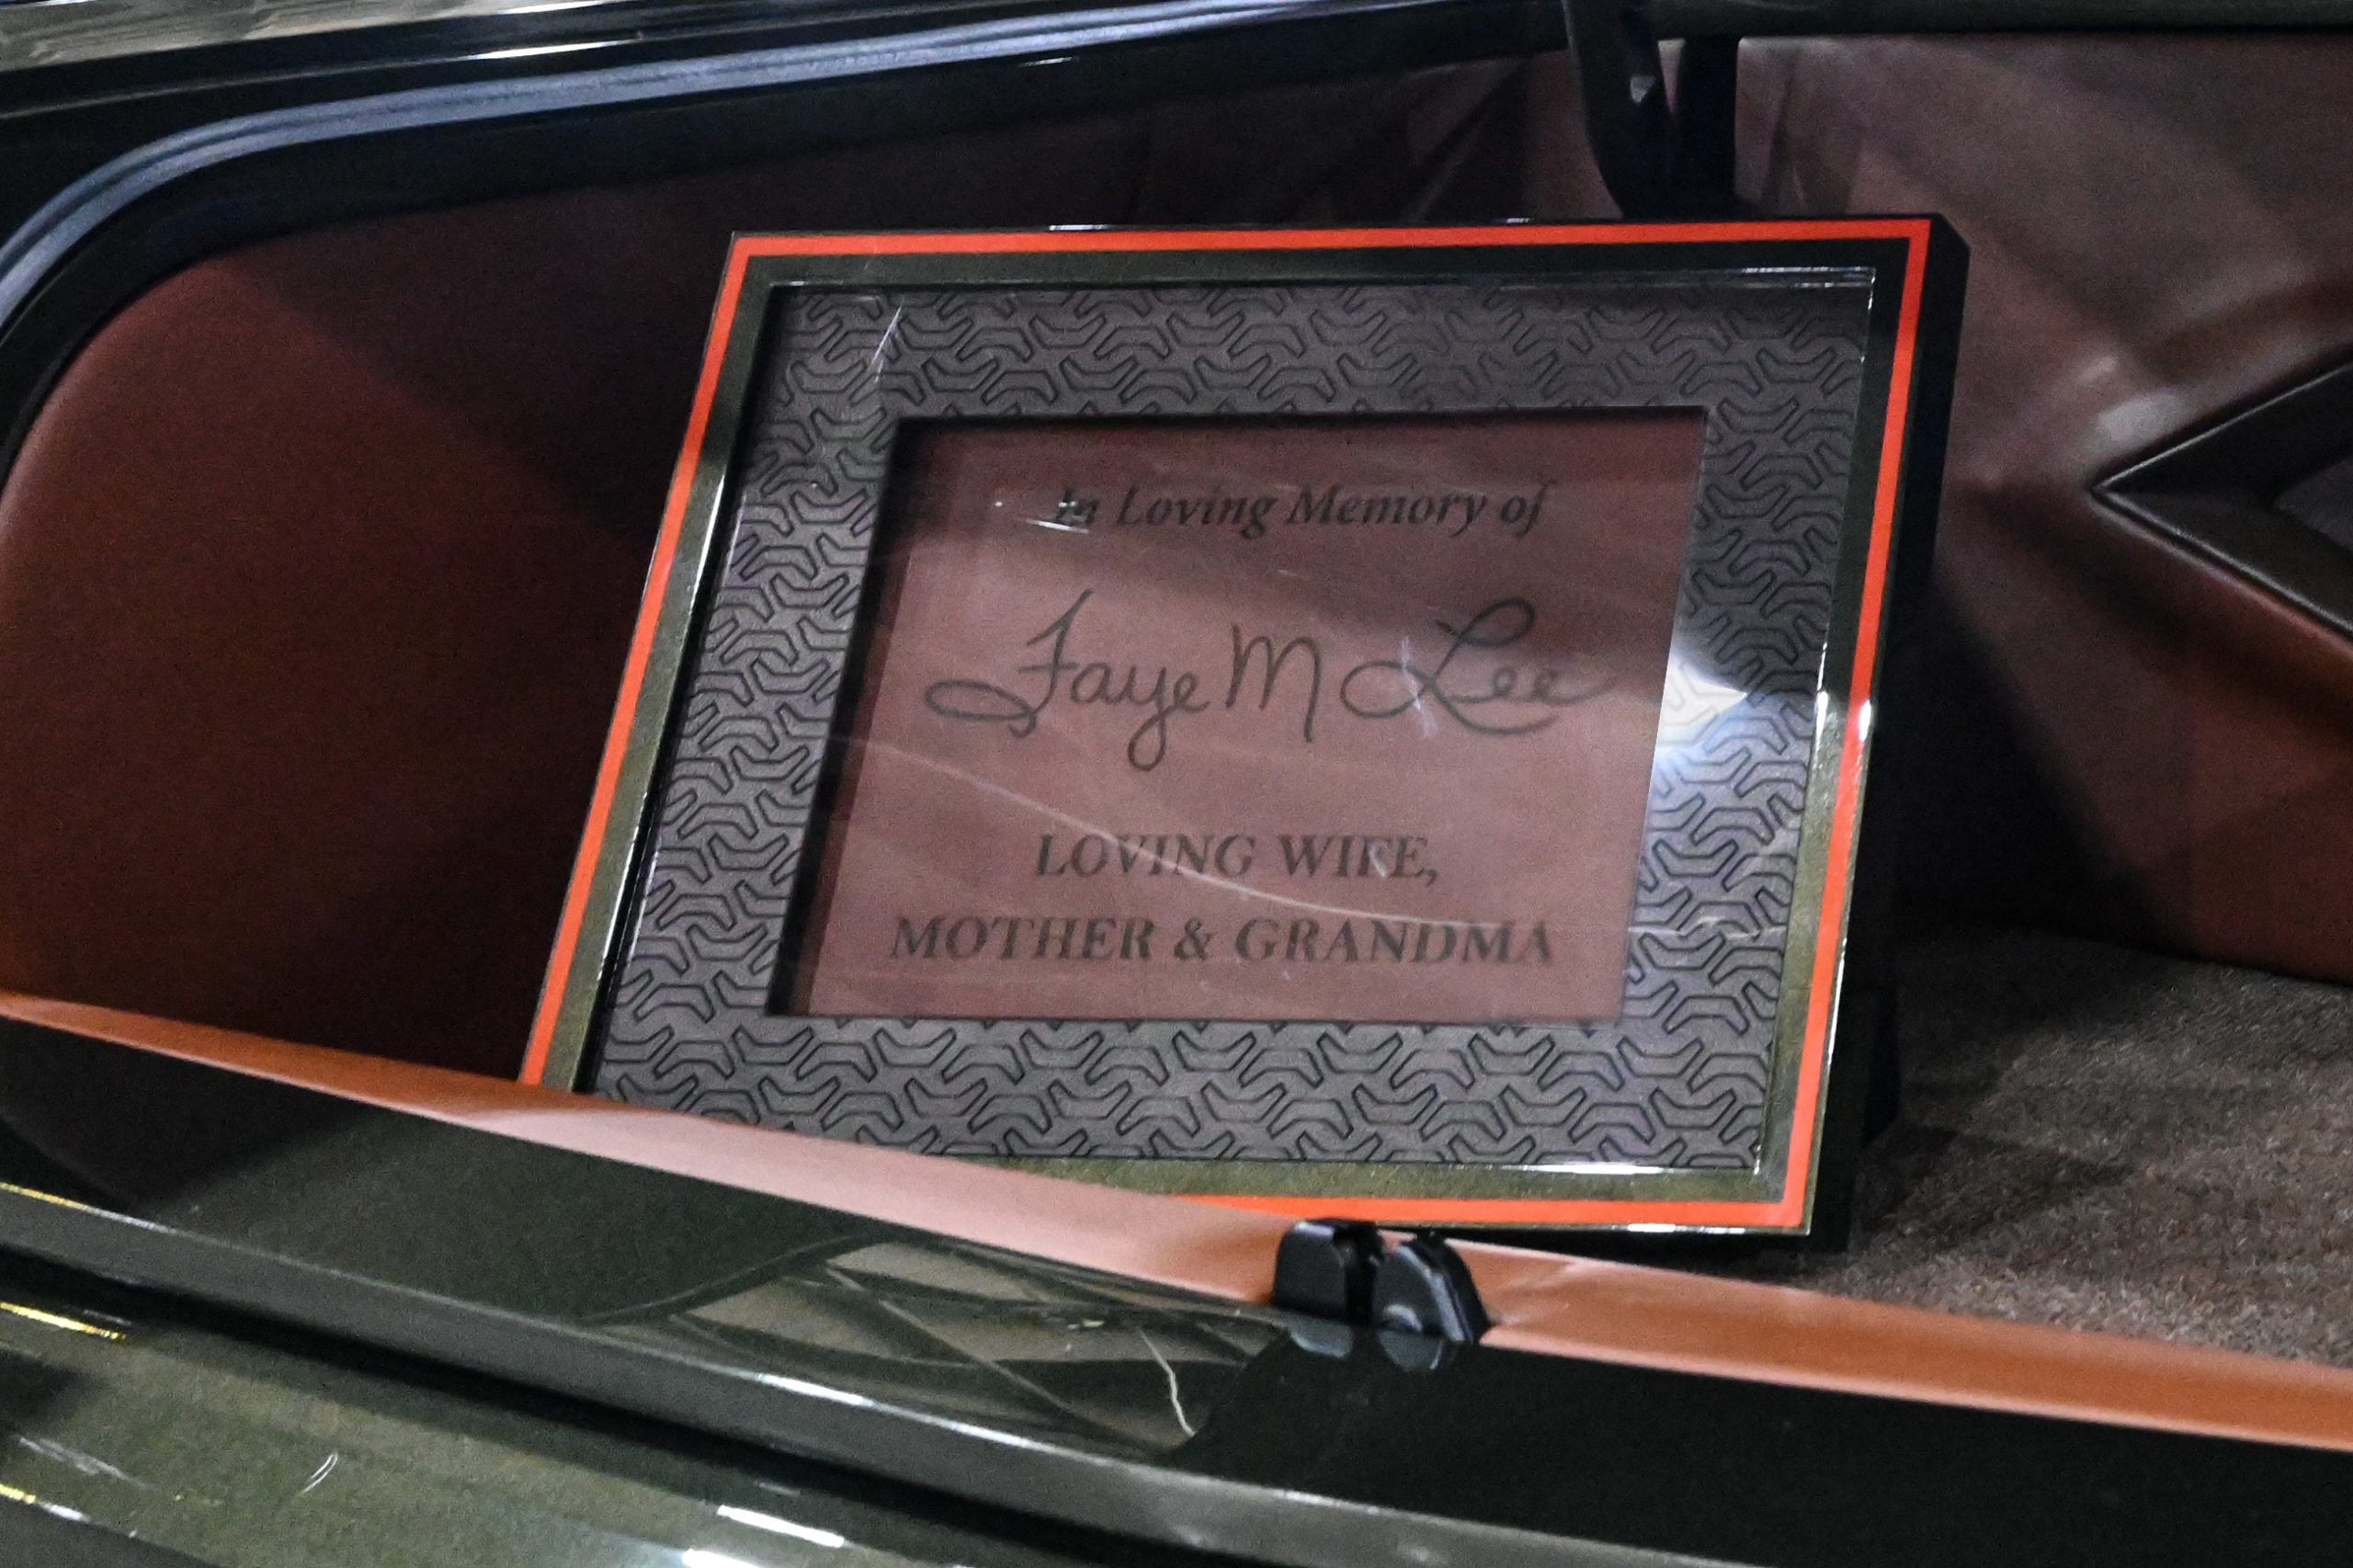 In Loving Memory of
Faye M Lee
LOVING WIFE,
MOTHER & GRANDMA